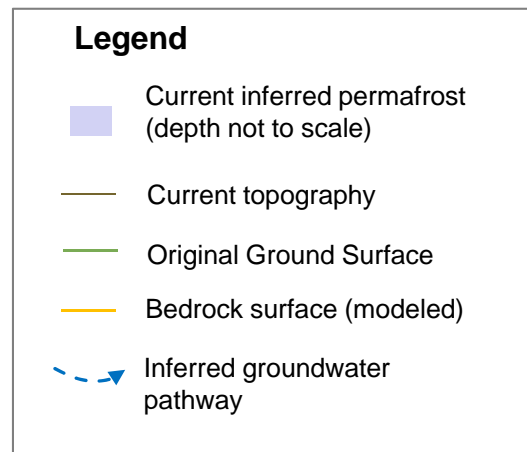 Legend
Current inferred permafrost
(depth not to scale)
Current topography
Original Ground Surface
Bedrock surface (modeled)
Inferred groundwater
pathway